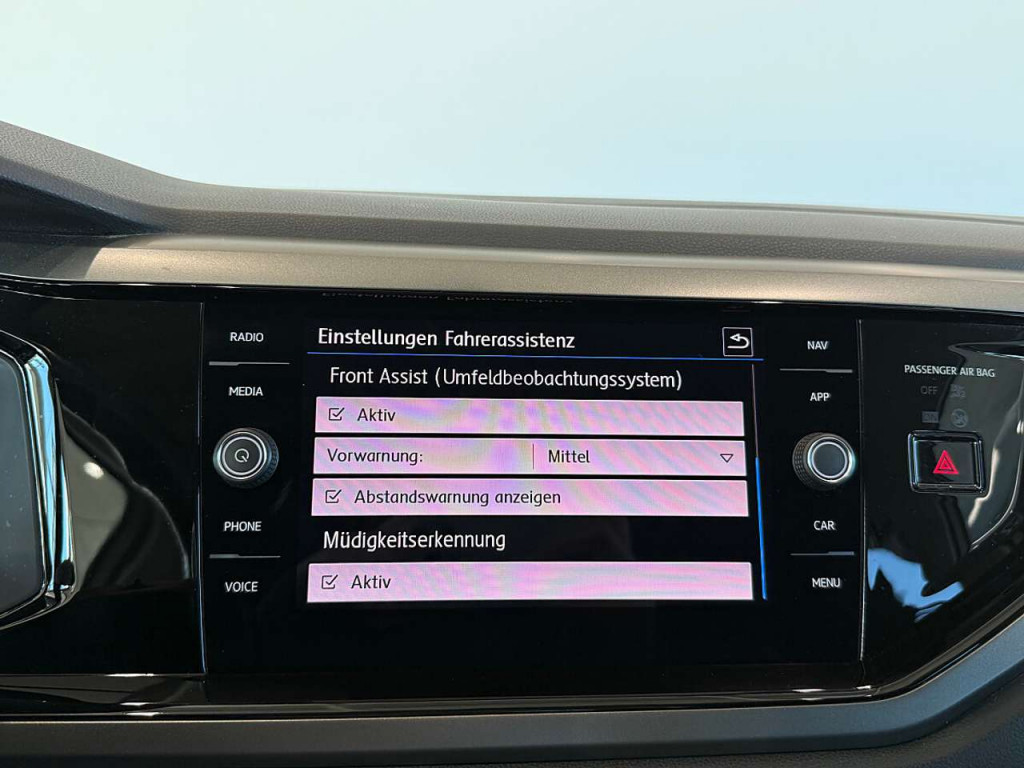 RADIO
MEDIA
PHONE
VOICE
Einstellungen Fahrerassistenz
Front Assist (Umfeldbeobachtungssystem)
Aktiv
Vorwarnung: Mittel
Abstandswarnung anzeigen
Müdigkeitserkennung
Aktiv
NAV
APP
CAR
MENU
PASSENGER AIR BAG
OFF